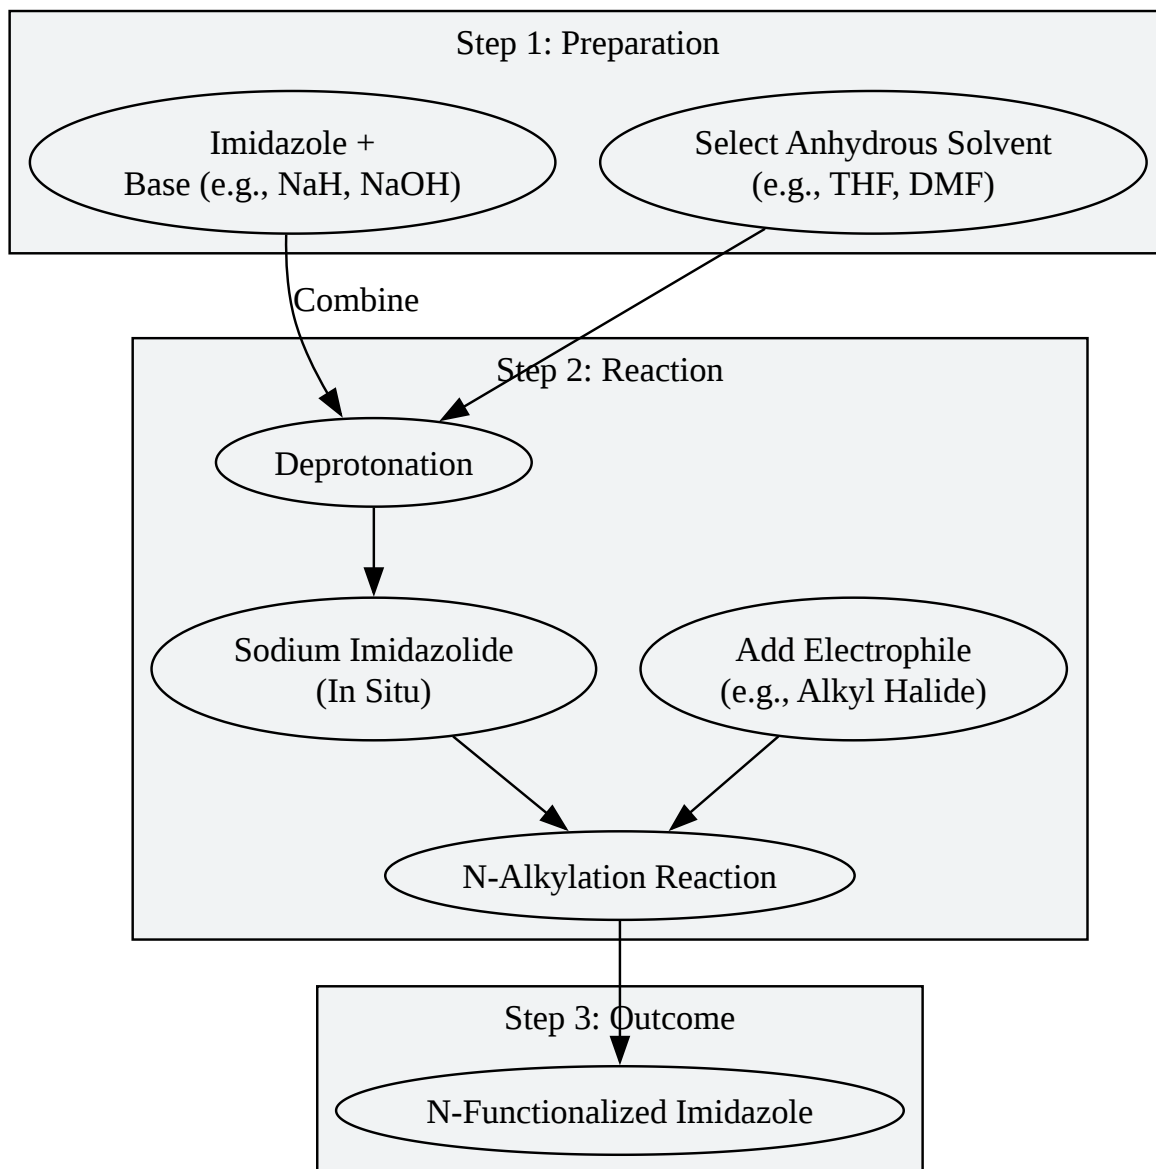 Step 1: Preparation
Imidazole +
Base (e.g., NaH, NaOH)
Select Anhydrous Solvent
(e.g., THF, DMF)
Combine
Step 2: Reaction
Deprotonation
Sodium Imidazolide
(In Situ)
Add Electrophile
(e.g., Alkyl Halide)
N-Alkylation Reaction
Step 3: Outcome
N-Functionalized Imidazole